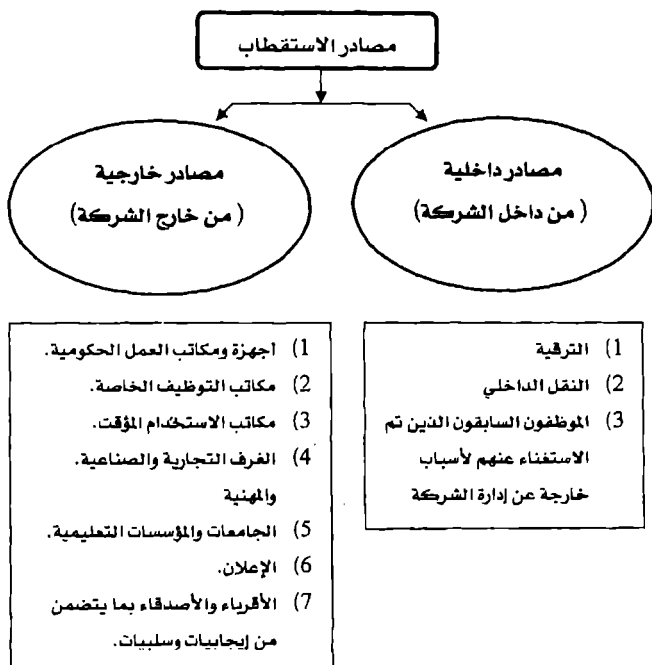 مصادر الاستقطاب
مصادر داخلية
(من داخل الشركة)
مصادر خارجية
(من خارج الشركة)
1) الترقية
2) النقل الداخلي
3) الموظفون السابقون الذين تم
الاستغناء عنهم لأسباب
خارجة عن إدارة الشركة
1) أجهزة ومكاتب العمل الحكومية.
2) مكاتب التوظيف الخاصة.
3) مكاتب الاستخدام المؤقت.
4) الغرف التجارية والصناعية.
والمهنية
5) الجامعات والمؤسسات التعليمية.
6) الإعلان.
7) الأقرباء والأصدقاء بما يتضمن
من إيجابيات وسلبيات.